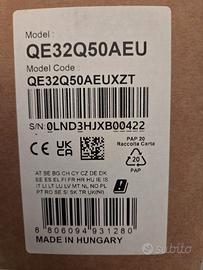 Model :
QE32Q50AEU
Model Code :
QE32Q50AEUXZT
S/N:0LND3HJXB00422
CE UK CA
PAP 20
Raccolta Carta
20
PAP
AT BE BG CH CY CZ DE DK
EE ES EL FI FR HR HU IE IS
IT LI LT LU LV MT NL NO PL
PT RO SE SI SK TR UK(NI)
8 806094 931280
MADE IN HUNGARY
subito